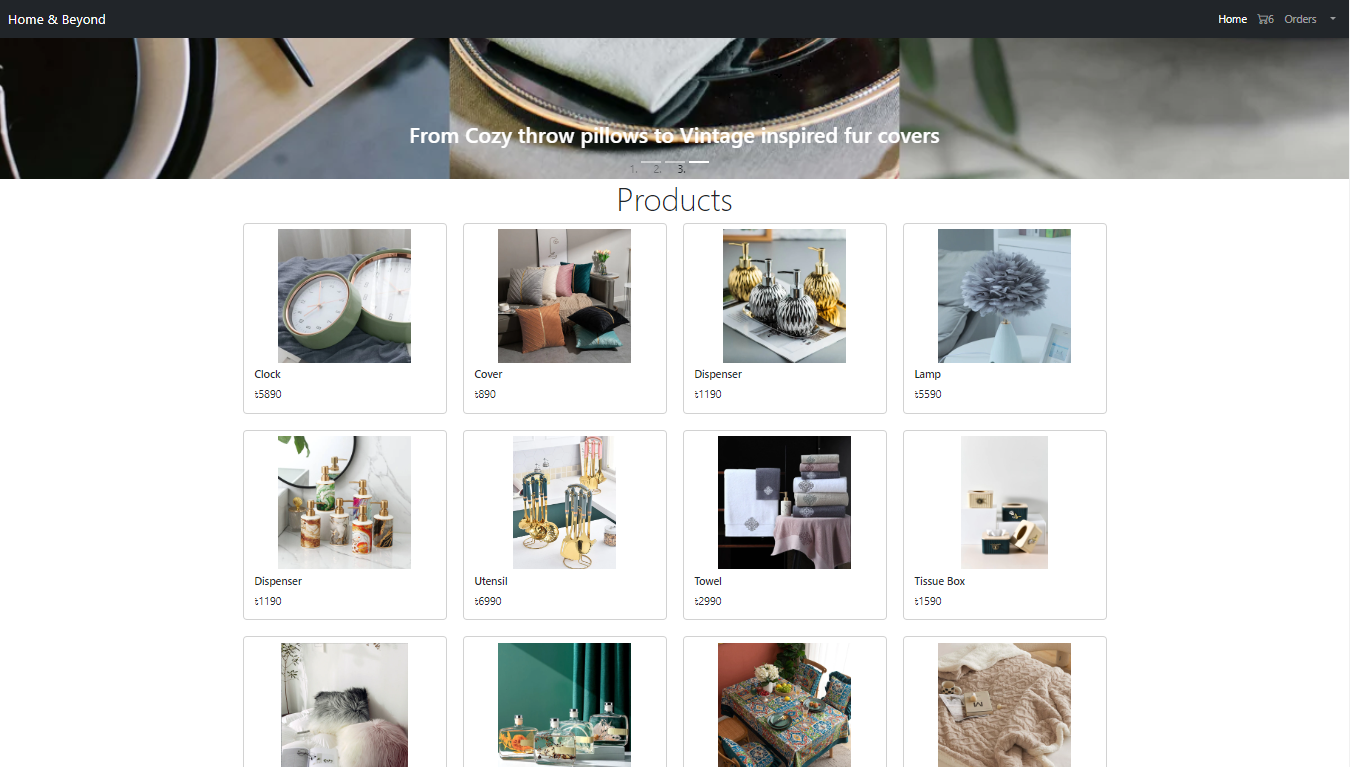 Home & Beyond
Home 6 Orders
From Cozy throw pillows to Vintage inspired fur covers
1. 2. 3.
Products
Clock
৳5890
Cover
৳890
Dispenser
৳1190
Lamp
৳5590
Dispenser
৳1190
Utensil
৳6990
Towel
৳2990
Tissue Box
৳1590